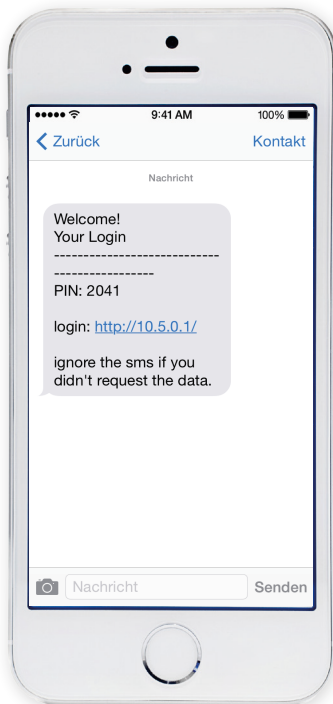 9:41 AM
100%
Zurück
Kontakt
Nachricht
Welcome!
Your Login
----------------------------
-----------------
PIN: 2041
login: http://10.5.0.1/
ignore the sms if you
didn't request the data.
Nachricht
Senden